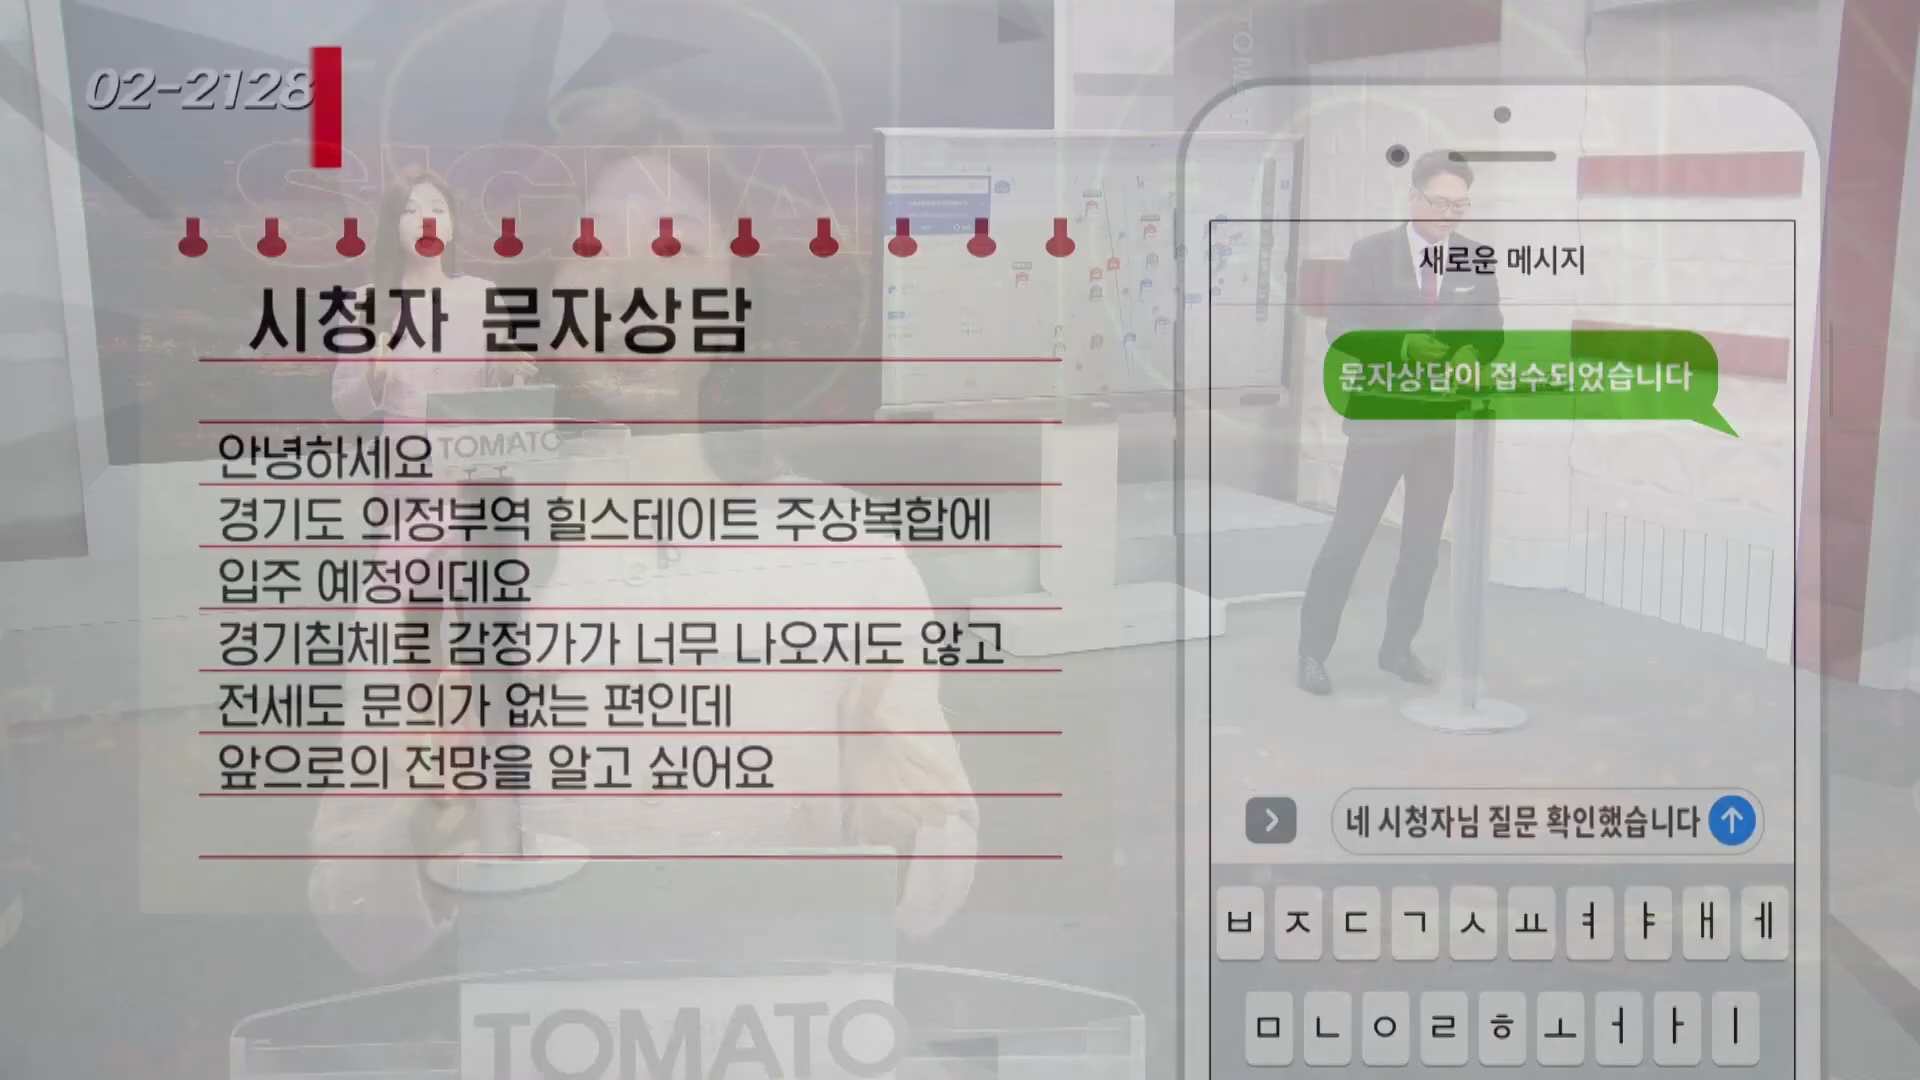 02-2128
SIGNA
시청자 문자상담
안녕하세요
경기도 의정부역 힐스테이트 주상복합에
입주 예정인데요
경기침체로 감정가가 너무 나오지도 않고
전세도 문의가 없는 편인데
앞으로의 전망을 알고 싶어요
TOMATO
TOMATO
새로운 메시지
문자상담이 접수되었습니다
네 시청자님 질문 확인했습니다
ㅂ ㅈ ㄷ ㄱ ㅅ ㅛ ㅕ ㅑ ㅐ ㅔ
ㅁ ㄴ ㅇ ㄹ ㅎ ㅗ ㅓ ㅏ ㅣ